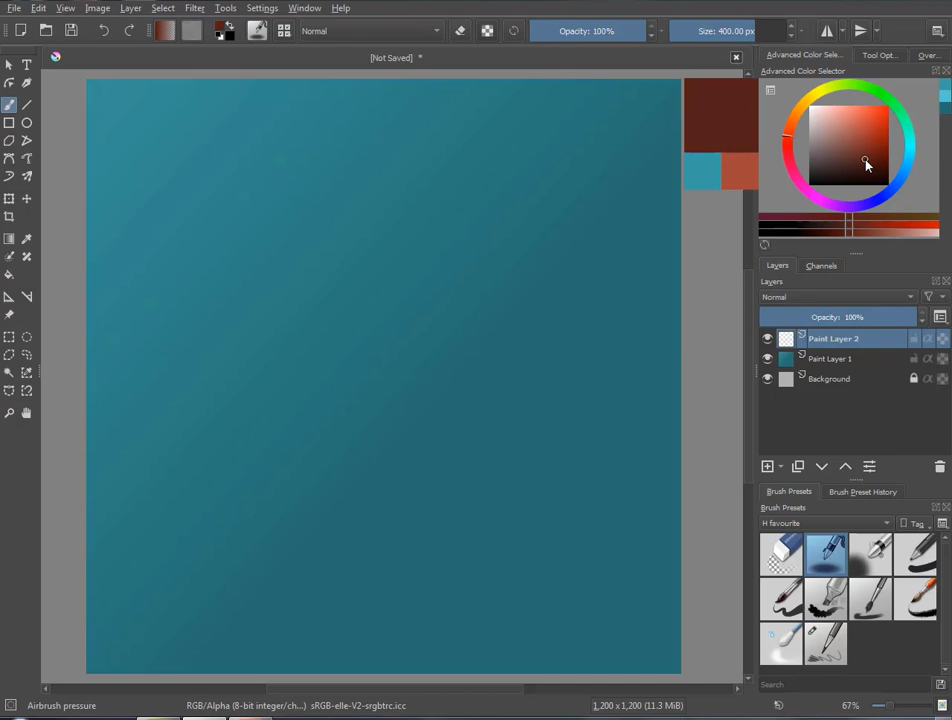 File Edit View Image Layer Select Filter Tools Settings Window Help
Normal Opacity: 100% Size: 400.00 px
[Not Saved] *
Advanced Color Sele... Tool Opt... Over...
Advanced Color Selector
Layers Channels
Layers
Normal
Opacity: 100%
Paint Layer 2
Paint Layer 1
Background
Brush Presets Brush Preset History
Brush Presets
H favourite Tag
Search
Airbrush pressure RGB/Alpha (8-bit integer/ch...) sRGB-elle-V2-srgbtrc.icc 1,200 x 1,200 (11.3 MiB) 67%